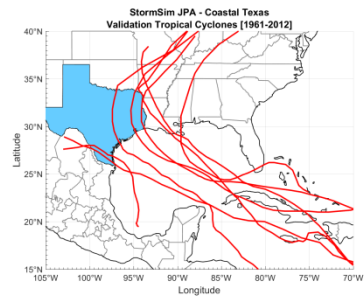 StormSim JPA - Coastal Texas
Validation Tropical Cyclones [1961-2012]
40°N
35°N
30°N
25°N
20°N
15°N
Latitude
105°W
100°W
95°W
90°W
85°W
80°W
75°W
70°W
Longitude